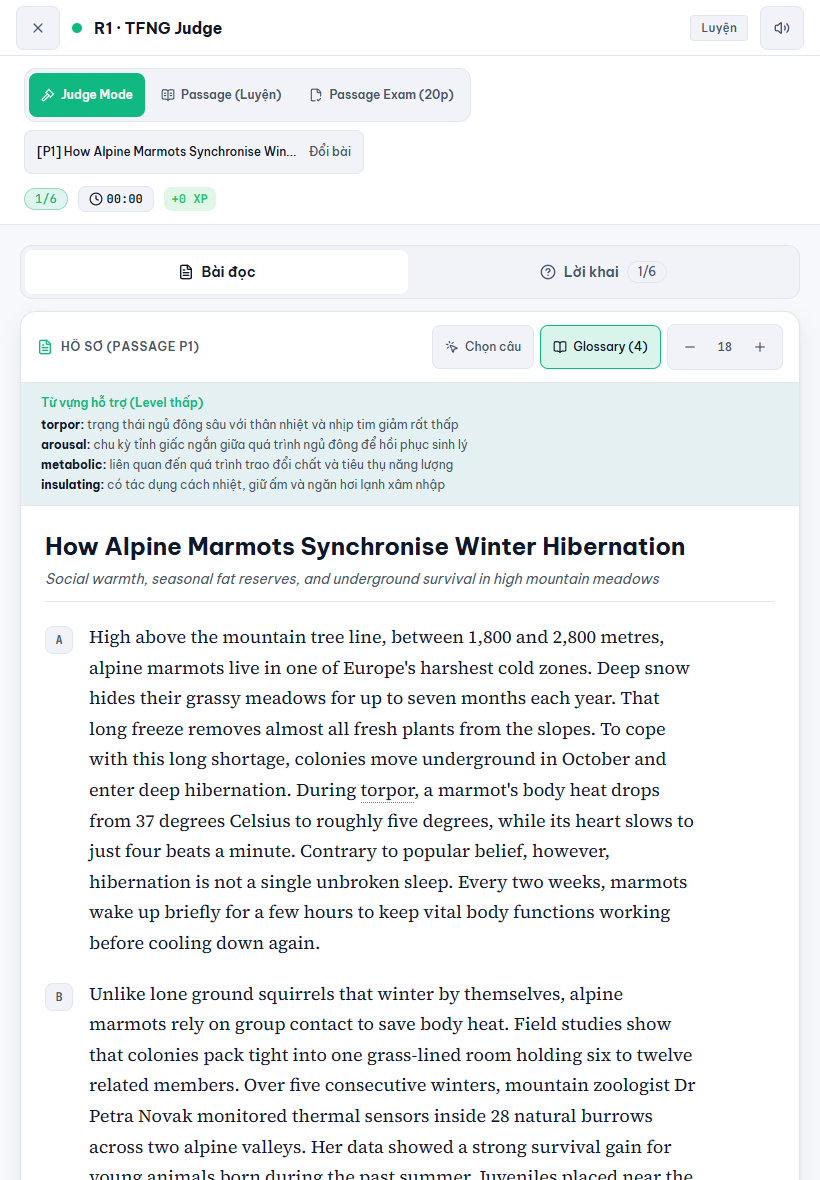 R1 · TFNG Judge
Luyện
Judge Mode
Passage (Luyện)
Passage Exam (20p)
[P1] How Alpine Marmots Synchronise Win...
Đổi bài
1/6
00:00
+0 XP
Bài đọc
Lời khai 1/6
HỒ SƠ (PASSAGE P1)
Chọn câu
Glossary (4)
− 18 +
Từ vựng hỗ trợ (Level thấp)
torpor: trạng thái ngủ đông sâu với thân nhiệt và nhịp tim giảm rất thấp
arousal: chu kỳ tỉnh giấc ngắn giữa quá trình ngủ đông để hồi phục sinh lý
metabolic: liên quan đến quá trình trao đổi chất và tiêu thụ năng lượng
insulating: có tác dụng cách nhiệt, giữ ấm và ngăn hơi lạnh xâm nhập
How Alpine Marmots Synchronise Winter Hibernation
Social warmth, seasonal fat reserves, and underground survival in high mountain meadows
A
High above the mountain tree line, between 1,800 and 2,800 metres,
alpine marmots live in one of Europe's harshest cold zones. Deep snow
hides their grassy meadows for up to seven months each year. That
long freeze removes almost all fresh plants from the slopes. To cope
with this long shortage, colonies move underground in October and
enter deep hibernation. During torpor, a marmot's body heat drops
from 37 degrees Celsius to roughly five degrees, while its heart slows to
just four beats a minute. Contrary to popular belief, however,
hibernation is not a single unbroken sleep. Every two weeks, marmots
wake up briefly for a few hours to keep vital body functions working
before cooling down again.
B
Unlike lone ground squirrels that winter by themselves, alpine
marmots rely on group contact to save body heat. Field studies show
that colonies pack tight into one grass-lined room holding six to twelve
related members. Over five consecutive winters, mountain zoologist Dr
Petra Novak monitored thermal sensors inside 28 natural burrows
across two alpine valleys. Her data showed a strong survival gain for
young animals born during the past summer. Juveniles placed near the